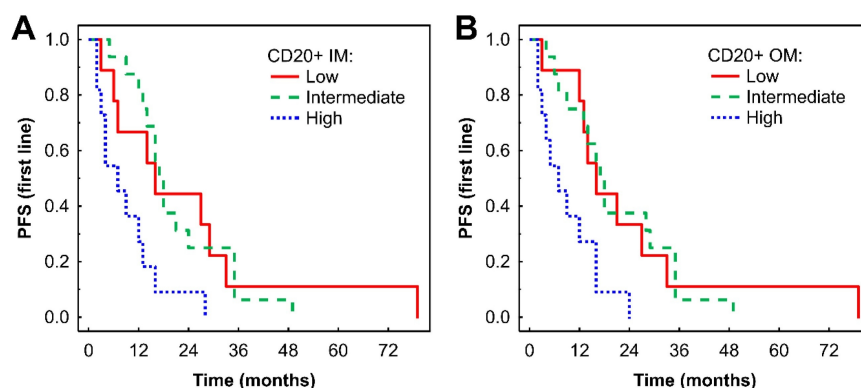 A
CD20+ IM:
Low
Intermediate
High
PFS (first line)
1.0
0.8
0.6
0.4
0.2
0.0
0 12 24 36 48 60 72
Time (months)
B
CD20+ OM:
Low
Intermediate
High
PFS (first line)
1.0
0.8
0.6
0.4
0.2
0.0
0 12 24 36 48 60 72
Time (months)